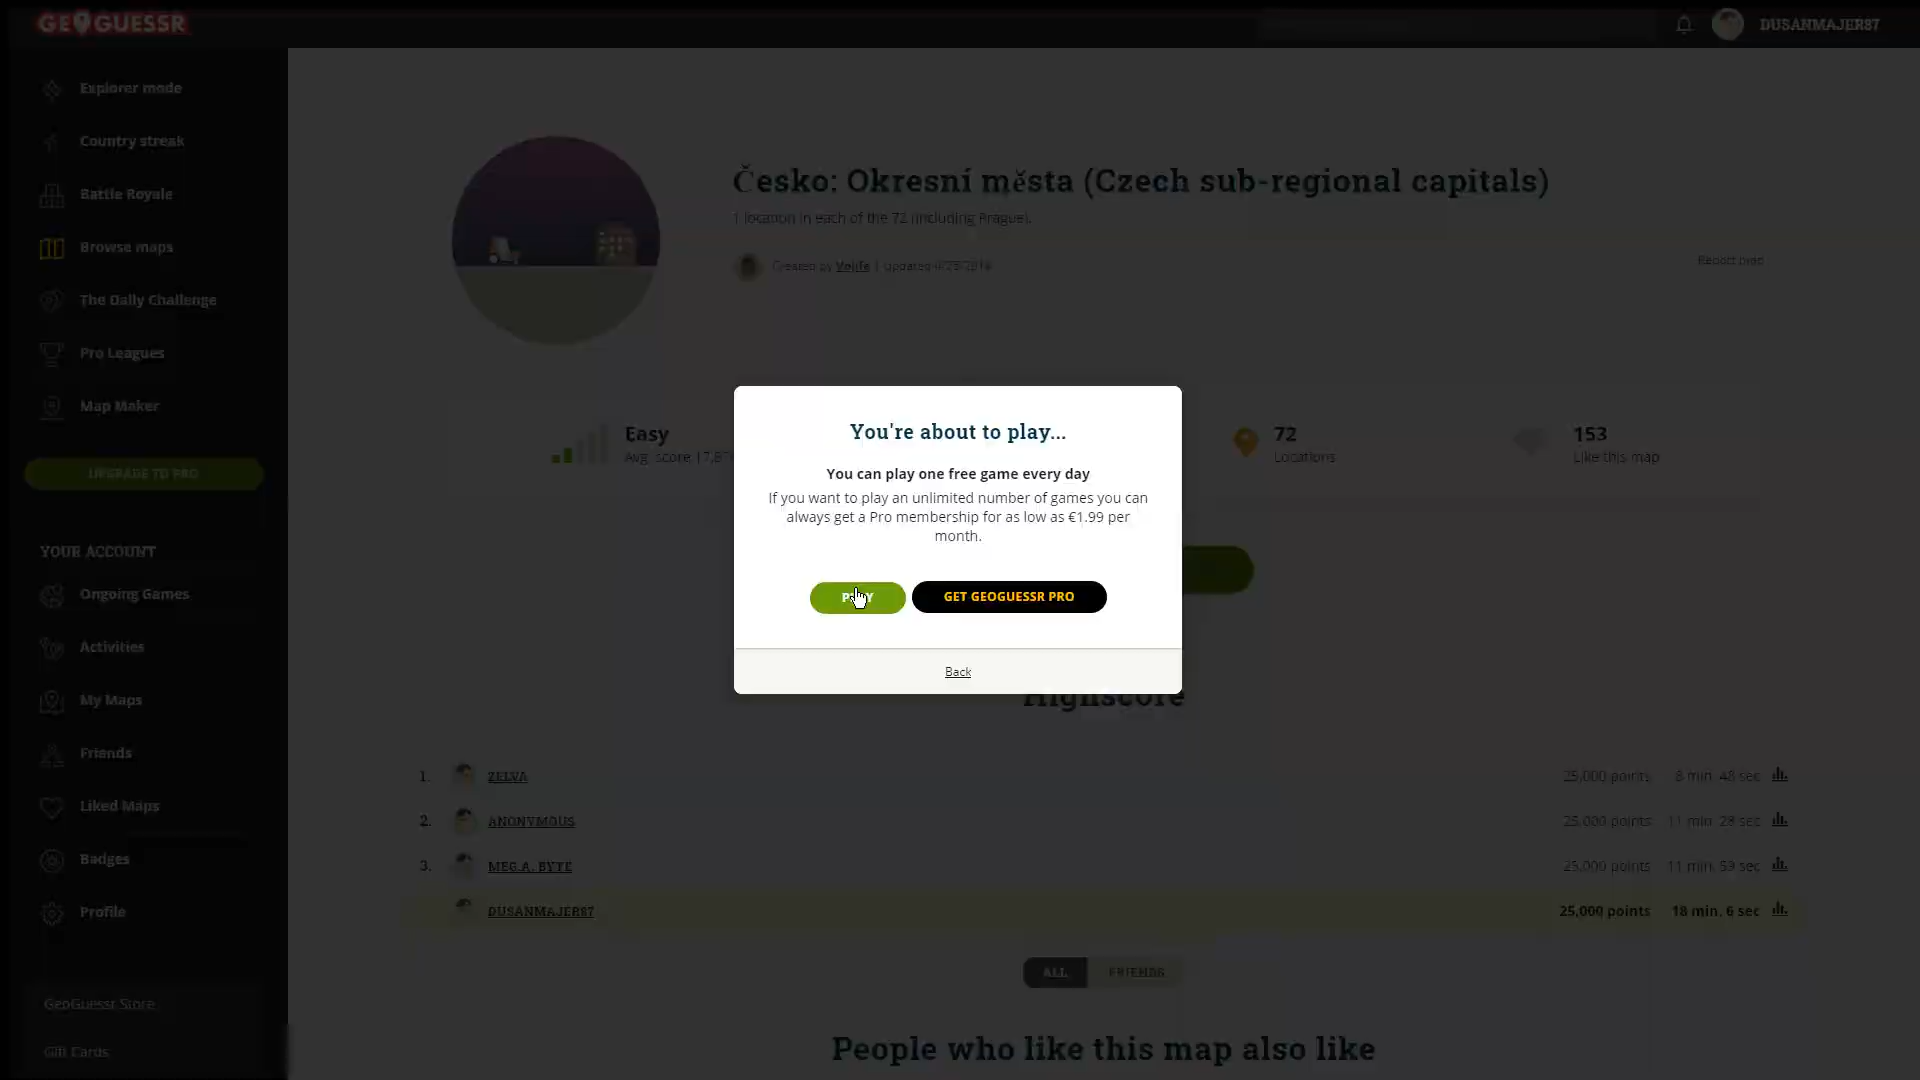 GEOGUESSR
DUSANMAJER87
Explorer mode
Country streak
Battle Royale
Browse maps
The Daily Challenge
Pro Leagues
Map Maker
UPGRADE TO PRO
YOUR ACCOUNT
Ongoing Games
Activities
My Maps
Friends
Liked Maps
Badges
Profile
GeoGuessr Store
Gift Cards
Česko: Okresní města (Czech sub-regional capitals)
1 location in each of the 72 (including Prague).
Created by
Report map
Easy
Avg. score
72
Locations
153
Like this map
You're about to play...
You can play one free game every day
If you want to play an unlimited number of games you can
always get a Pro membership for as low as €1.99 per
month.
PLAY
GET GEOGUESSR PRO
Back
Highscore
1. ZELVA 25,000 points 8 min. 48 sec
2. ANONYMOUS 25,000 points 11 min. 28 sec
3. MEG.A. BYTE 25,000 points 11 min. 59 sec
DUSANMAJER87 25,000 points 18 min. 6 sec
ALL FRIENDS
People who like this map also like